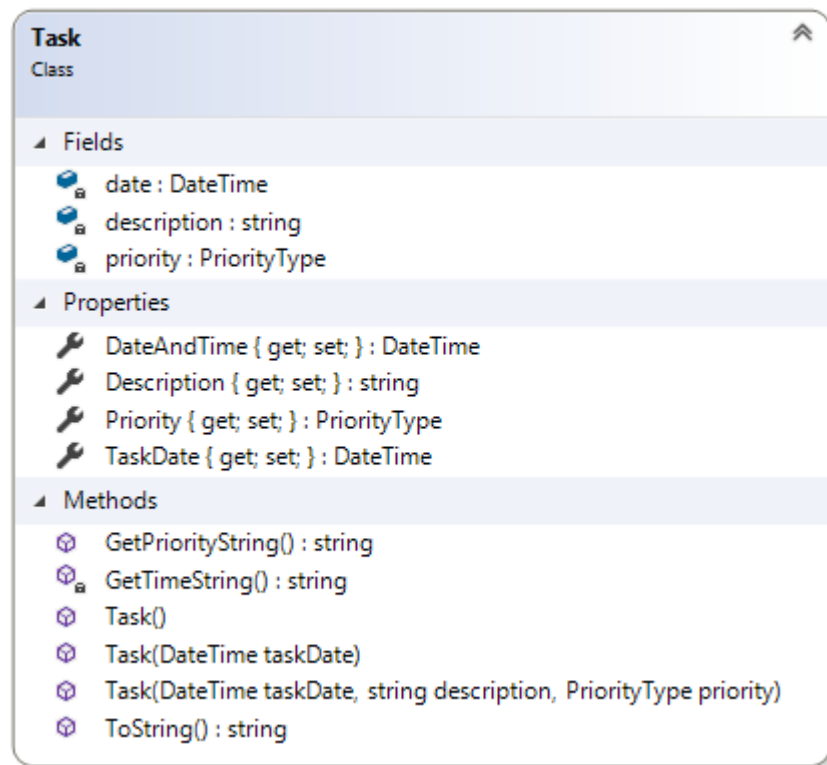 Task
Class
Fields
date : DateTime
description : string
priority : PriorityType
Properties
DateAndTime { get; set; } : DateTime
Description { get; set; } : string
Priority { get; set; } : PriorityType
TaskDate { get; set; } : DateTime
Methods
GetPriorityString() : string
GetTimeString() : string
Task()
Task(DateTime taskDate)
Task(DateTime taskDate, string description, PriorityType priority)
ToString() : string